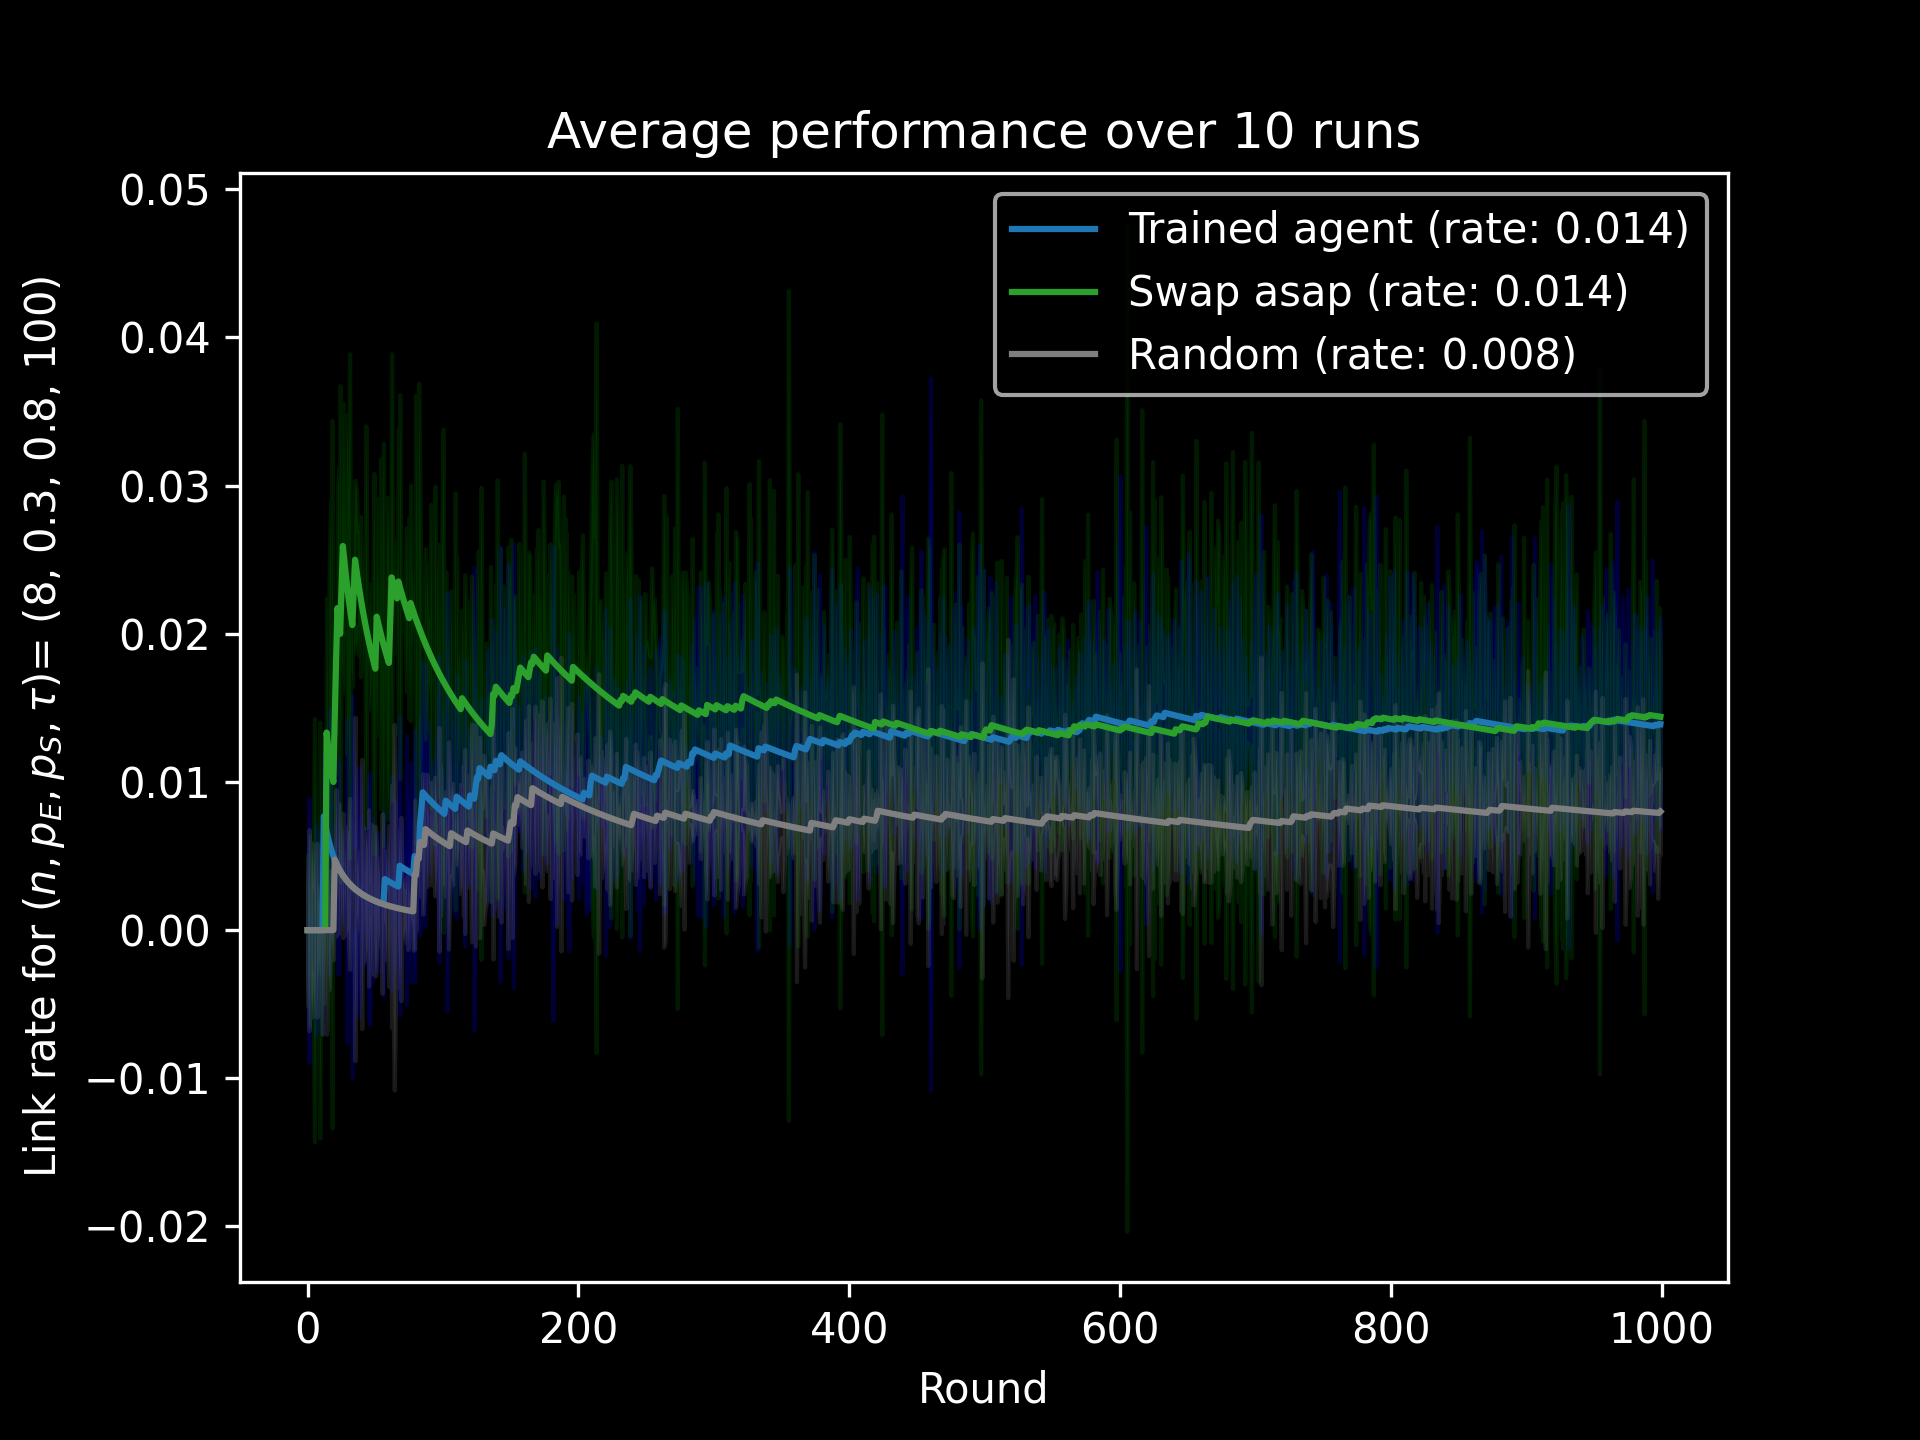 Average performance over 10 runs
Trained agent (rate: 0.014)
Swap asap (rate: 0.014)
Random (rate: 0.008)
Link rate for (n, p_E, p_S, τ)= (8, 0.3, 0.8, 100)
0.05
0.04
0.03
0.02
0.01
0.00
−0.01
−0.02
0 200 400 600 800 1000
Round